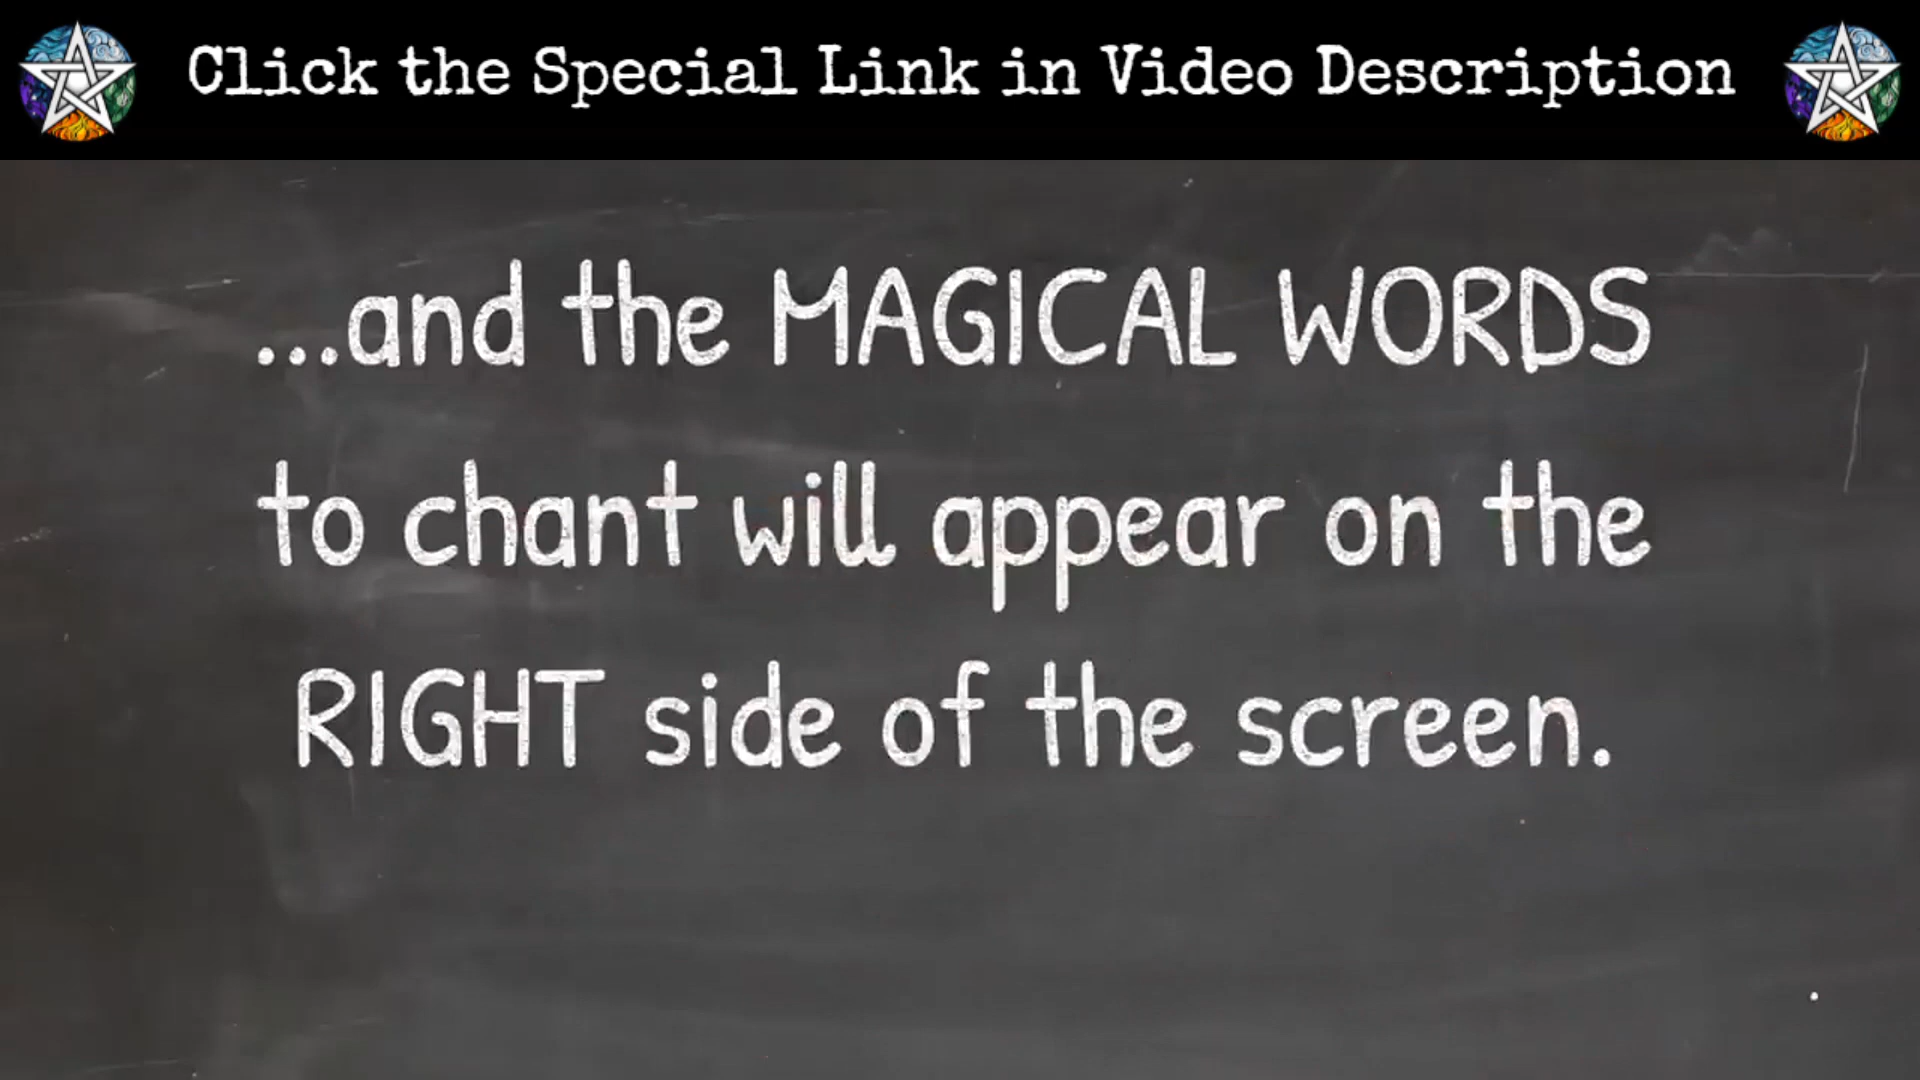 Click the Special Link in Video Description
...and the MAGICAL WORDS
to chant will appear on the
RIGHT side of the screen.